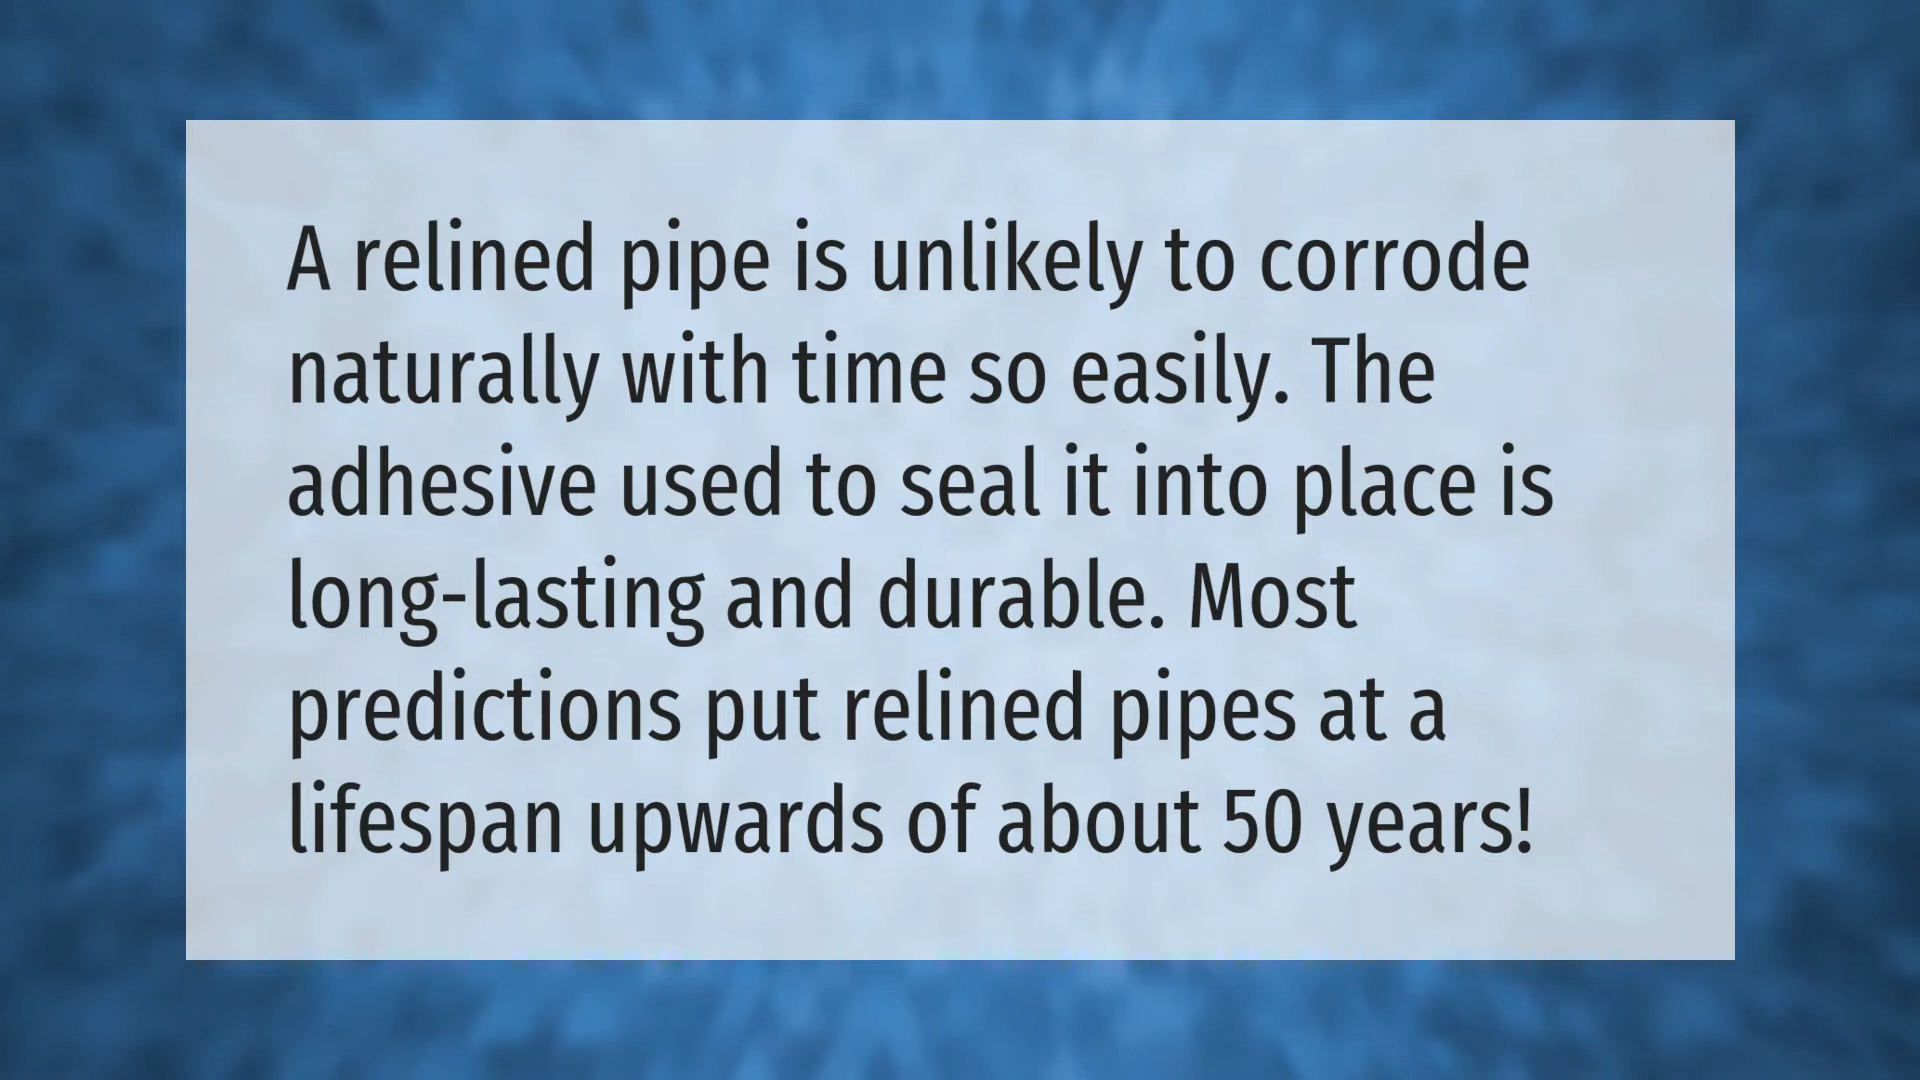 A relined pipe is unlikely to corrode
naturally with time so easily. The
adhesive used to seal it into place is
long-lasting and durable. Most
predictions put relined pipes at a
lifespan upwards of about 50 years!